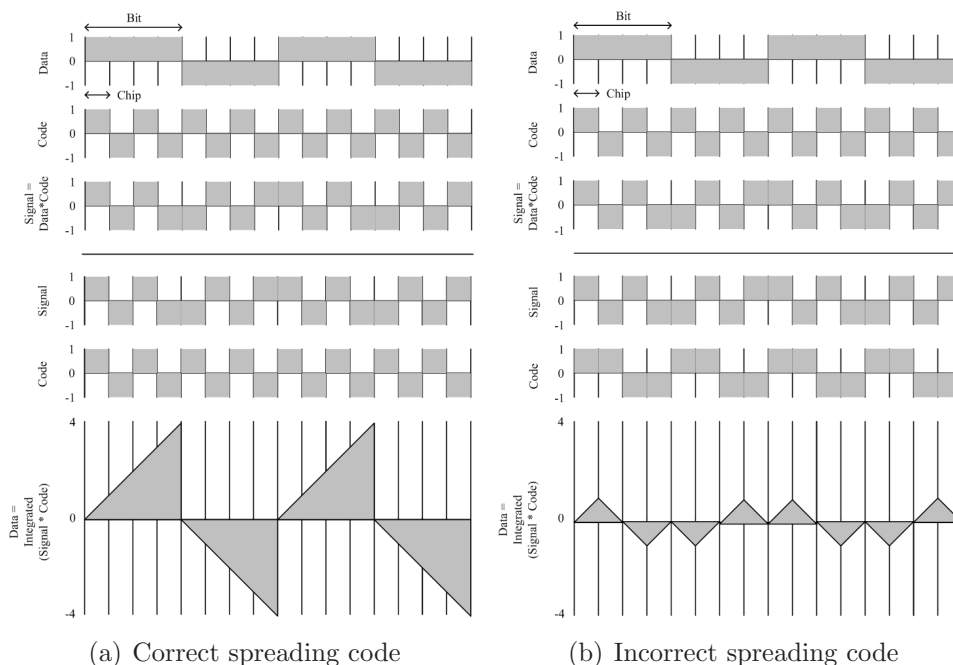 Bit
1
0
-1
Data
Chip
1
0
-1
Code
1
0
-1
Signal =
Data*Code
1
0
-1
Signal
1
0
-1
Code
4
0
-4
Data =
Integrated
(Signal * Code)
(a) Correct spreading code
Bit
1
0
-1
Data
Chip
1
0
-1
Code
1
0
-1
Signal =
Data*Code
1
0
-1
Signal
1
0
-1
Code
4
0
-4
Data =
Integrated
(Signal * Code)
(b) Incorrect spreading code